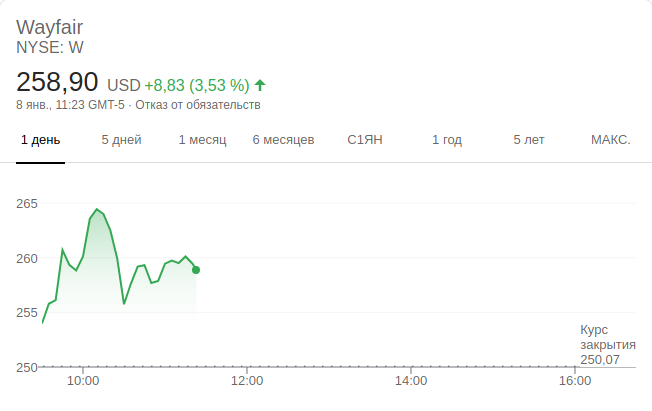 Wayfair
NYSE: W
258,90 USD +8,83 (3,53 %)
8 янв., 11:23 GMT-5 · Отказ от обязательств
1 день 5 дней 1 месяц 6 месяцев С1ЯН 1 год 5 лет МАКС.
265
260
255
Курс
закрытия
250,07
250
10:00 12:00 14:00 16:00